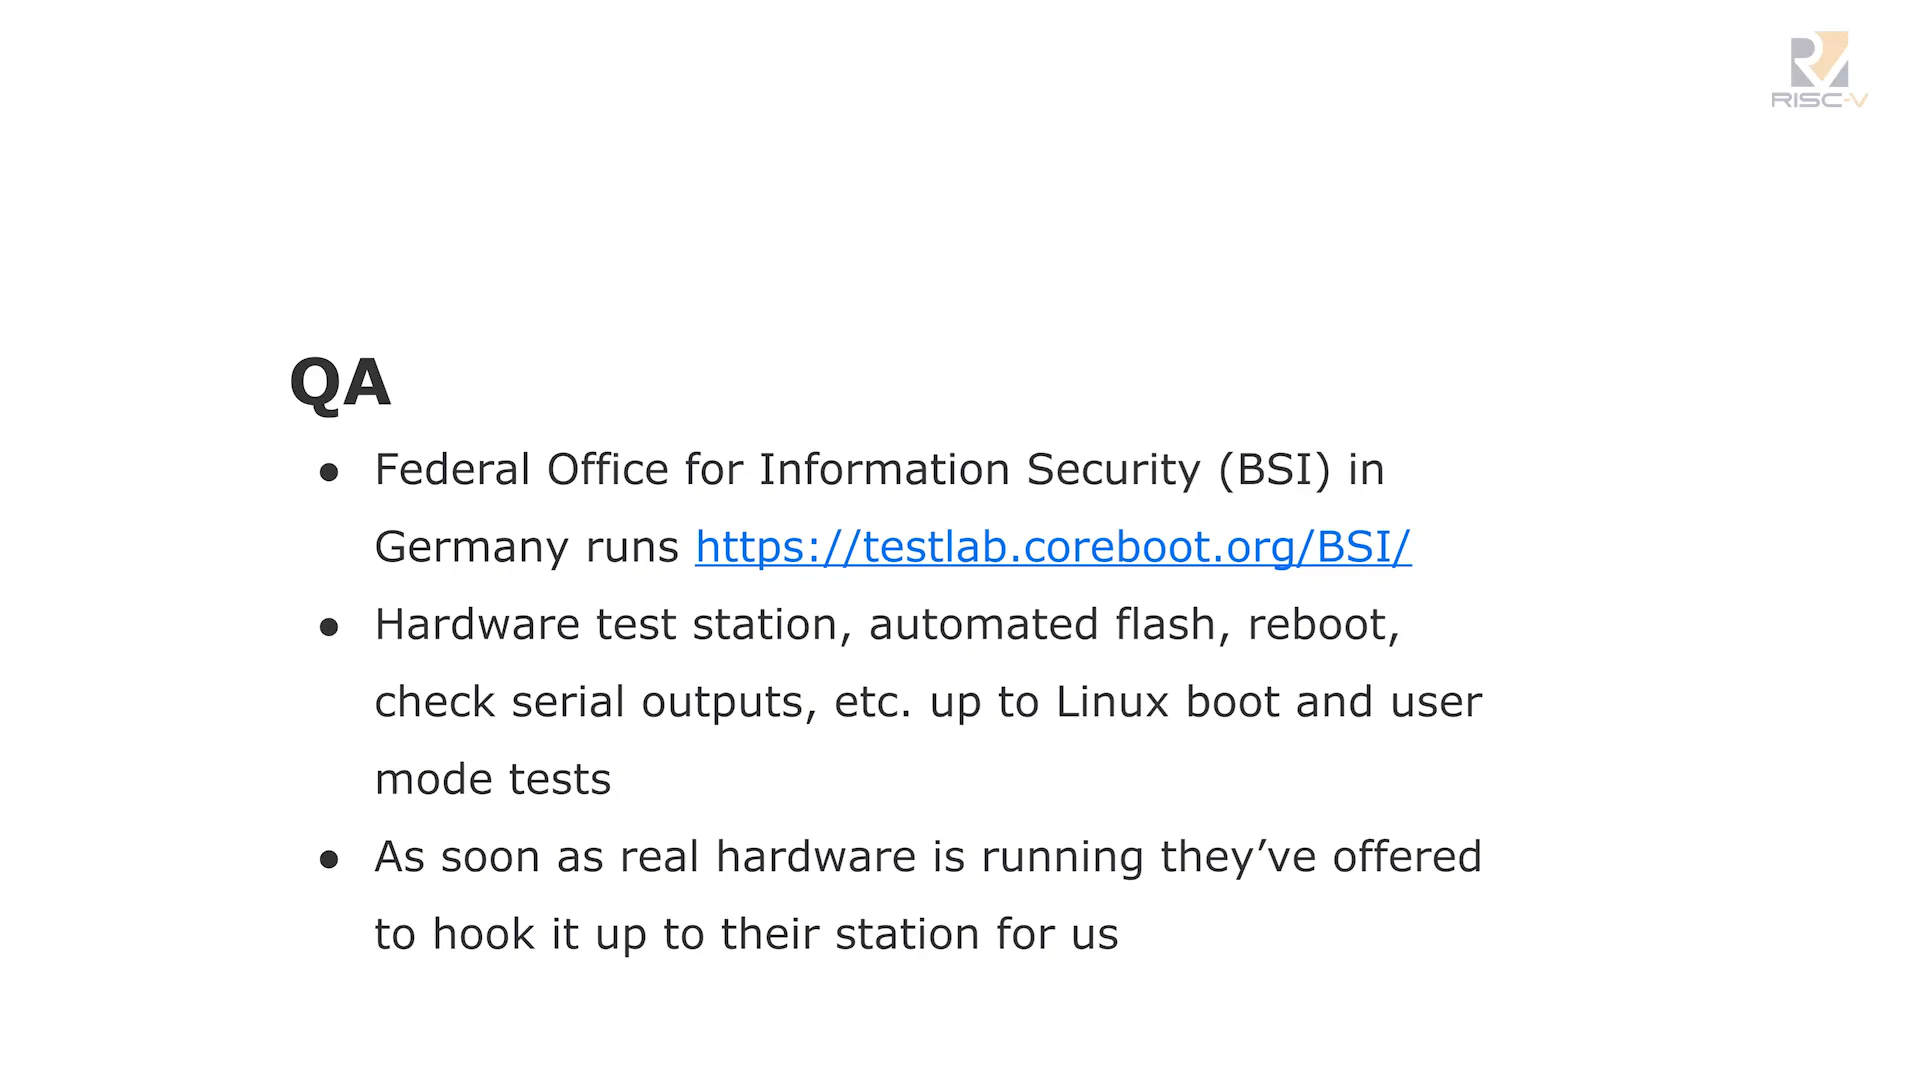 RISC-V
QA
● Federal Office for Information Security (BSI) in
Germany runs https://testlab.coreboot.org/BSI/
● Hardware test station, automated flash, reboot,
check serial outputs, etc. up to Linux boot and user
mode tests
● As soon as real hardware is running they’ve offered
to hook it up to their station for us